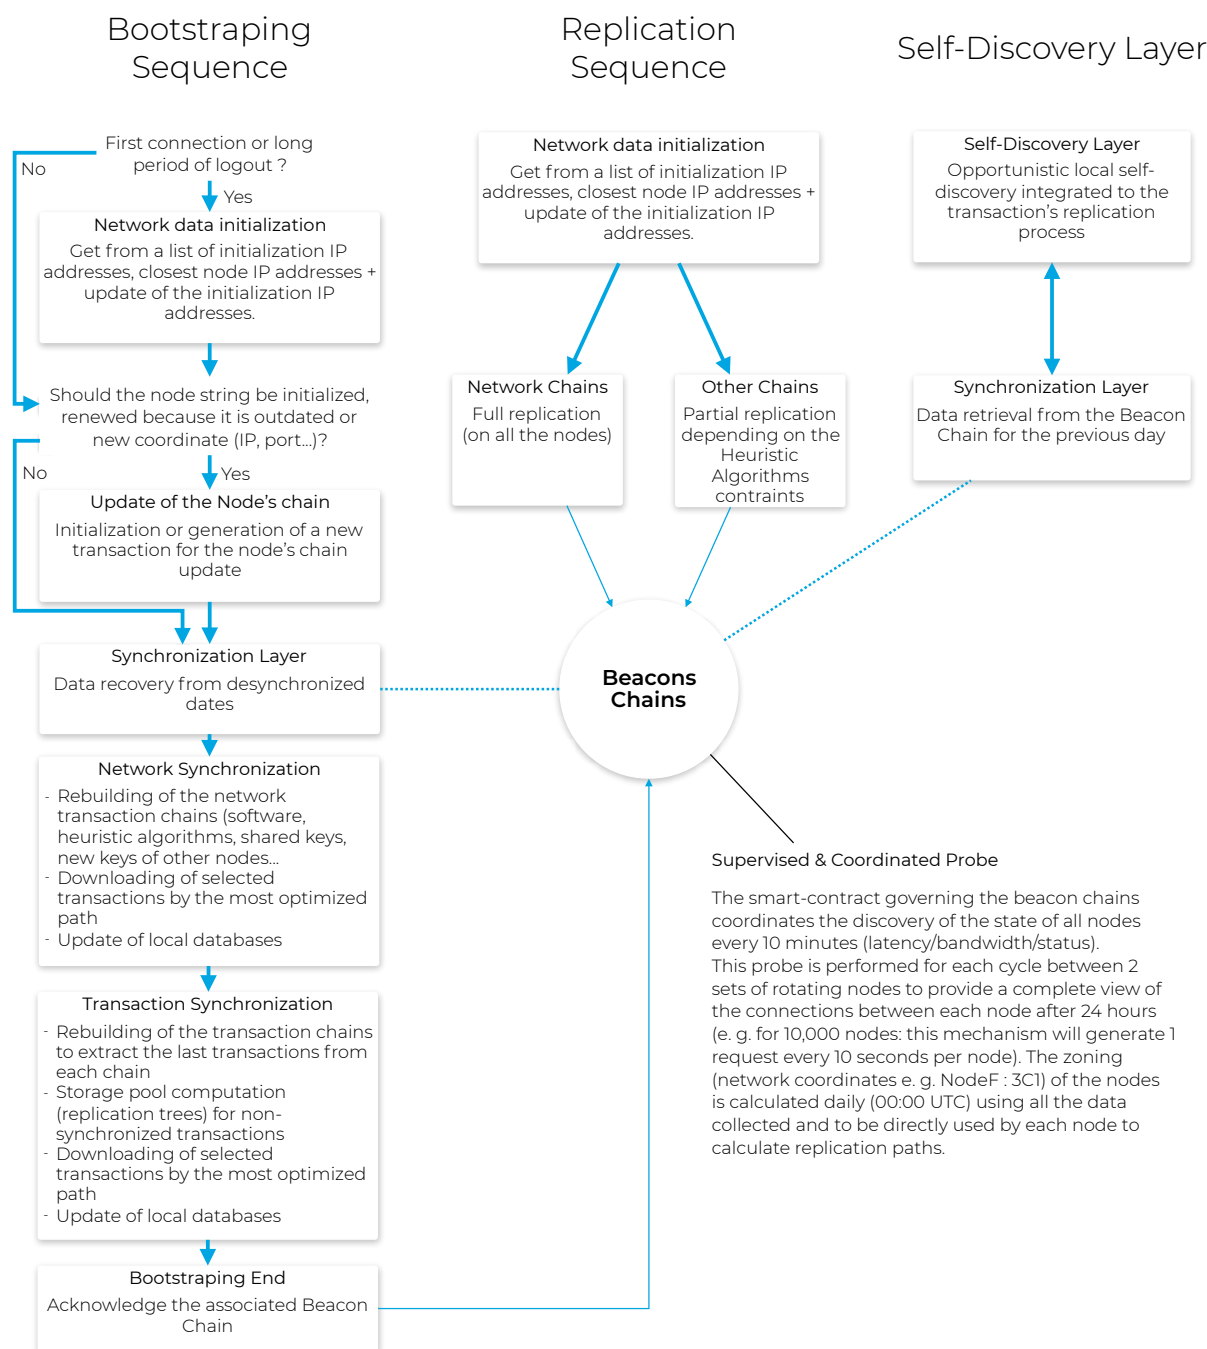 Bootstraping
Sequence
First connection or long
period of logout ?
No
Yes
Network data initialization
Get from a list of initialization IP
addresses, closest node IP addresses +
update of the initialization IP
addresses.
Should the node string be initialized,
renewed because it is outdated or
new coordinate (IP, port...)?
No
Yes
Update of the Node's chain
Initialization or generation of a new
transaction for the node's chain
update
Synchronization Layer
Data recovery from desynchronized
dates
Network Synchronization
- Rebuilding of the network
transaction chains (software,
heuristic algorithms, shared keys,
new keys of other nodes...
- Downloading of selected
transactions by the most optimized
path
- Update of local databases
Transaction Synchronization
- Rebuilding of the transaction chains
to extract the last transactions from
each chain
- Storage pool computation
(replication trees) for non-
synchronized transactions
- Downloading of selected
transactions by the most optimized
path
- Update of local databases
Bootstraping End
Acknowledge the associated Beacon
Chain
Replication
Sequence
Network data initialization
Get from a list of initialization IP
addresses, closest node IP addresses +
update of the initialization IP
addresses.
Network Chains
Full replication
(on all the nodes)
Other Chains
Partial replication
depending on the
Heuristic
Algorithms
contraints
Beacons
Chains
Self-Discovery Layer
Self-Discovery Layer
Opportunistic local self-
discovery integrated to the
transaction's replication
process
Synchronization Layer
Data retrieval from the Beacon
Chain for the previous day
Supervised & Coordinated Probe
The smart-contract governing the beacon chains
coordinates the discovery of the state of all nodes
every 10 minutes (latency/bandwidth/status).
This probe is performed for each cycle between 2
sets of rotating nodes to provide a complete view of
the connections between each node after 24 hours
(e. g. for 10,000 nodes: this mechanism will generate 1
request every 10 seconds per node). The zoning
(network coordinates e. g. NodeF : 3C1) of the nodes
is calculated daily (00:00 UTC) using all the data
collected and to be directly used by each node to
calculate replication paths.